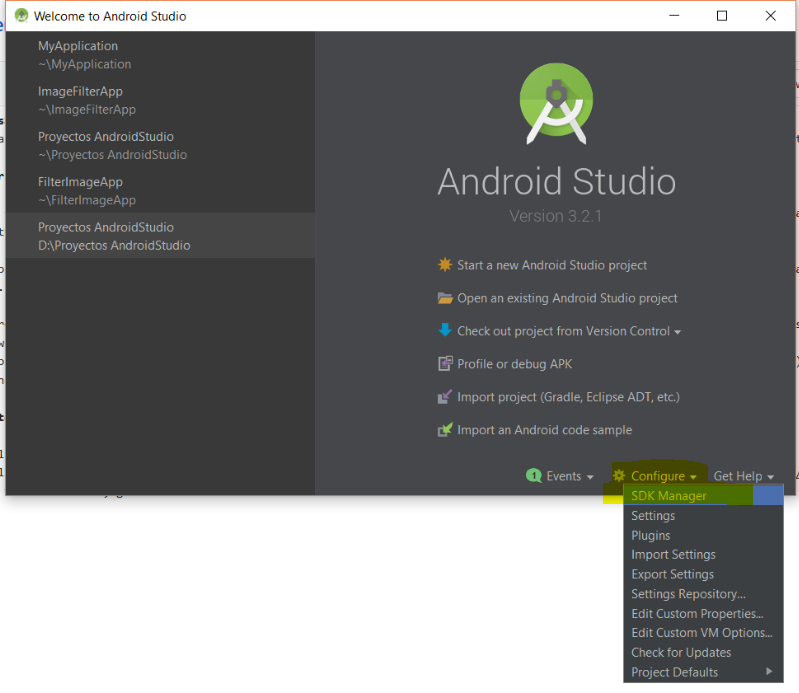 Welcome to Android Studio
MyApplication
~\MyApplication
ImageFilterApp
~\ImageFilterApp
Proyectos AndroidStudio
~\Proyectos AndroidStudio
FilterImageApp
~\FilterImageApp
Proyectos AndroidStudio
D:\Proyectos AndroidStudio
Android Studio
Version 3.2.1
Start a new Android Studio project
Open an existing Android Studio project
Check out project from Version Control
Profile or debug APK
Import project (Gradle, Eclipse ADT, etc.)
Import an Android code sample
1 Events
Configure
Get Help
SDK Manager
Settings
Plugins
Import Settings
Export Settings
Settings Repository...
Edit Custom Properties...
Edit Custom VM Options...
Check for Updates
Project Defaults